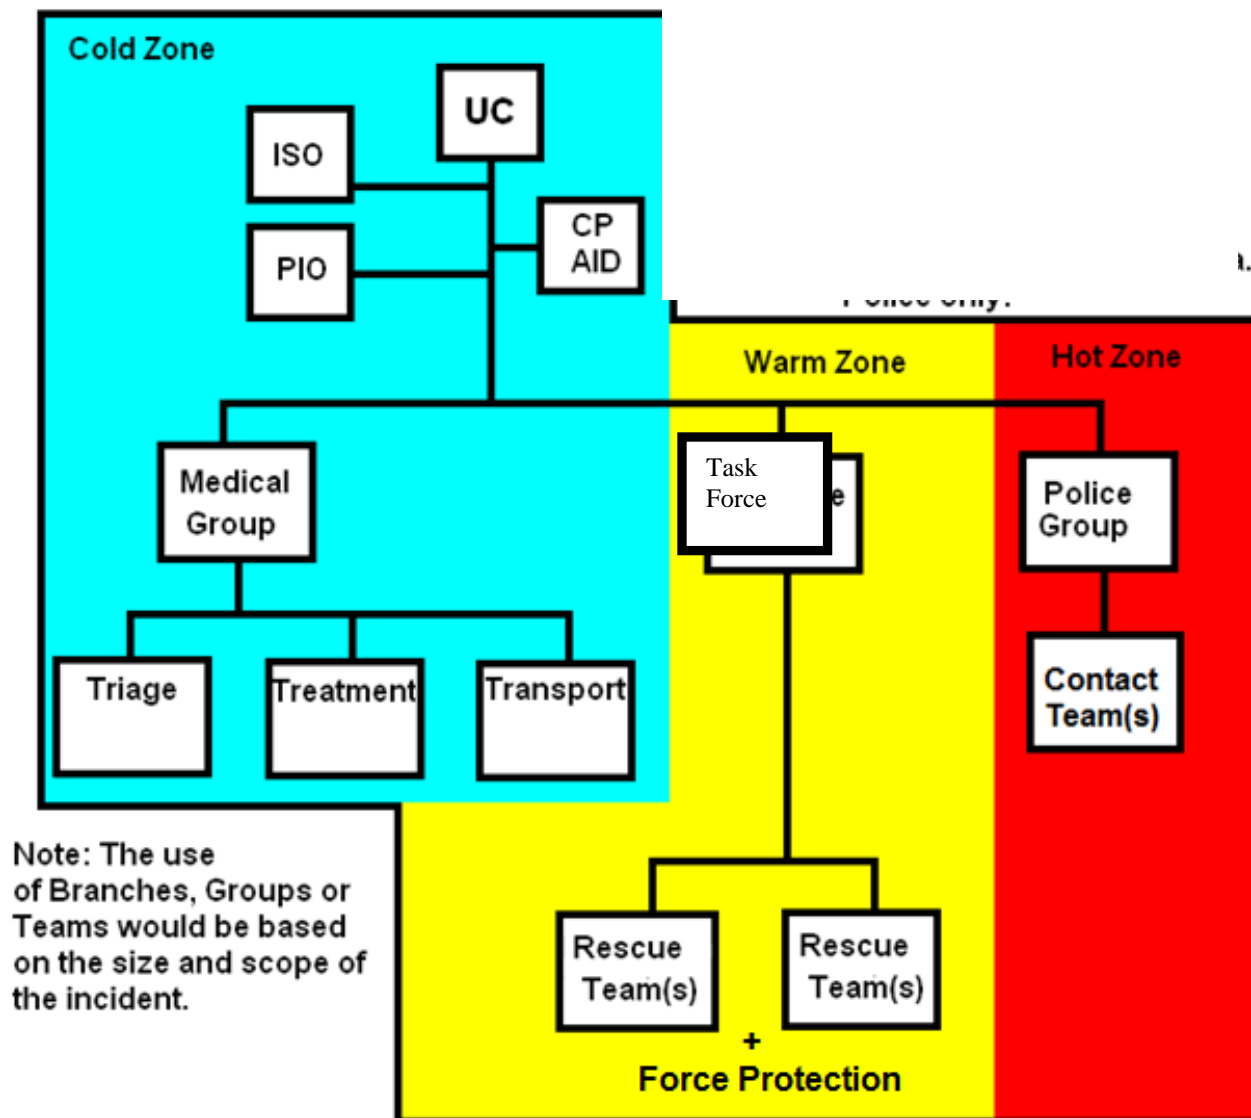 Cold Zone
UC
ISO
CP
AID
PIO
Police only.
Warm Zone
Hot Zone
Medical
Group
Task
Force
e
Police
Group
Triage
Treatment
Transport
Contact
Team(s)
Note: The use
of Branches, Groups or
Teams would be based
on the size and scope of
the incident.
Rescue
Team(s)
Rescue
Team(s)
+
Force Protection